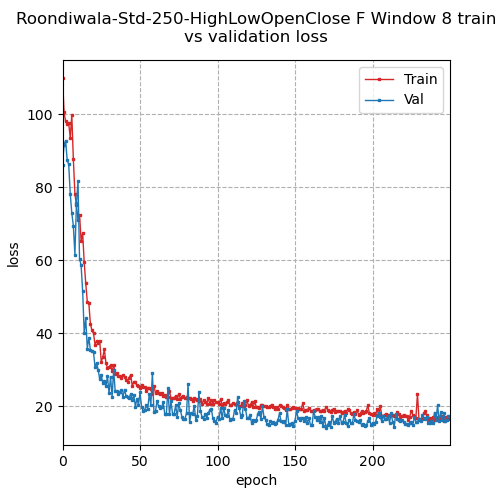 Roondiwala-Std-250-HighLowOpenClose F Window 8 train
vs validation loss
Train
Val
loss
100
80
60
40
20
0
50
100
150
200
epoch